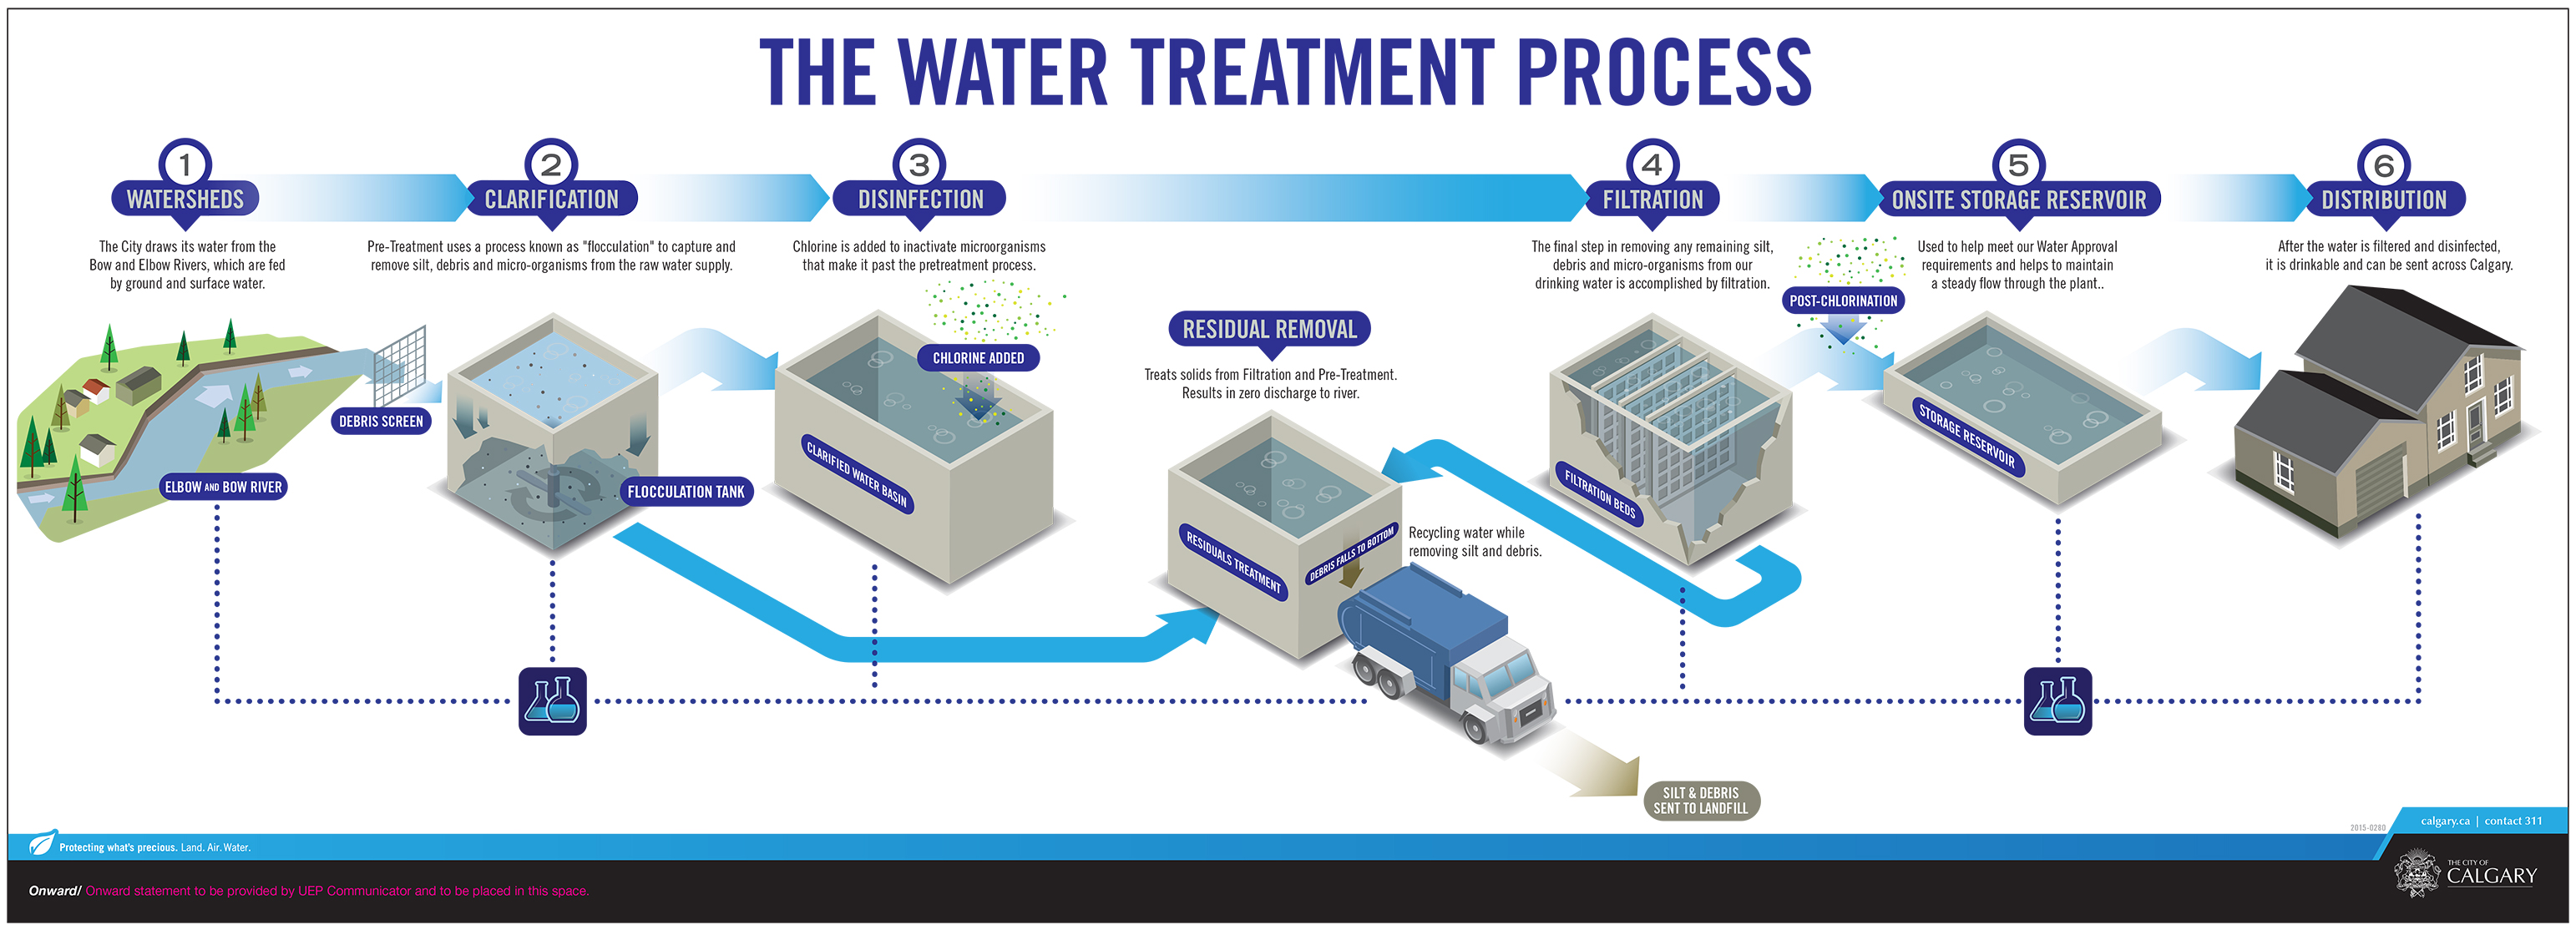 THE WATER TREATMENT PROCESS
1
WATERSHEDS
The City draws its water from the
Bow and Elbow Rivers, which are fed
by ground and surface water.
DEBRIS SCREEN
ELBOW AND BOW RIVER
2
CLARIFICATION
Pre-Treatment uses a process known as "flocculation" to capture and
remove silt, debris and micro-organisms from the raw water supply.
FLOCCULATION TANK
3
DISINFECTION
Chlorine is added to inactivate microorganisms
that make it past the pretreatment process.
CHLORINE ADDED
CLARIFIED WATER BASIN
RESIDUAL REMOVAL
Treats solids from Filtration and Pre-Treatment.
Results in zero discharge to river.
RESIDUALS TREATMENT
DEBRIS FALLS TO BOTTOM
Recycling water while
removing silt and debris.
SILT & DEBRIS
SENT TO LANDFILL
4
FILTRATION
The final step in removing any remaining silt,
debris and micro-organisms from our
drinking water is accomplished by filtration.
FILTRATION BEDS
POST-CHLORINATION
5
ONSITE STORAGE RESERVOIR
Used to help meet our Water Approval
requirements and helps to maintain
a steady flow through the plant..
STORAGE RESERVOIR
6
DISTRIBUTION
After the water is filtered and disinfected,
it is drinkable and can be sent across Calgary.
2015-0280
calgary.ca | contact 311
Protecting what's precious. Land. Air. Water.
Onward/ Onward statement to be provided by UEP Communicator and to be placed in this space.
THE CITY OF
CALGARY